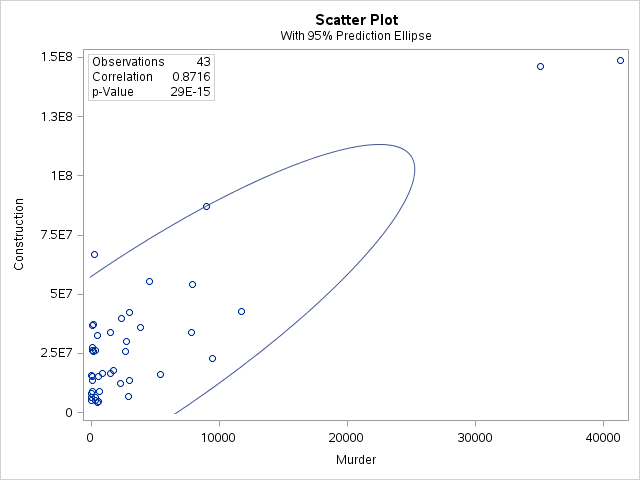 Scatter Plot
With 95% Prediction Ellipse
Observations 43
Correlation 0.8716
p-Value 29E-15
1.5E8
1.3E8
1E8
7.5E7
5E7
2.5E7
0
Construction
0 10000 20000 30000 40000
Murder